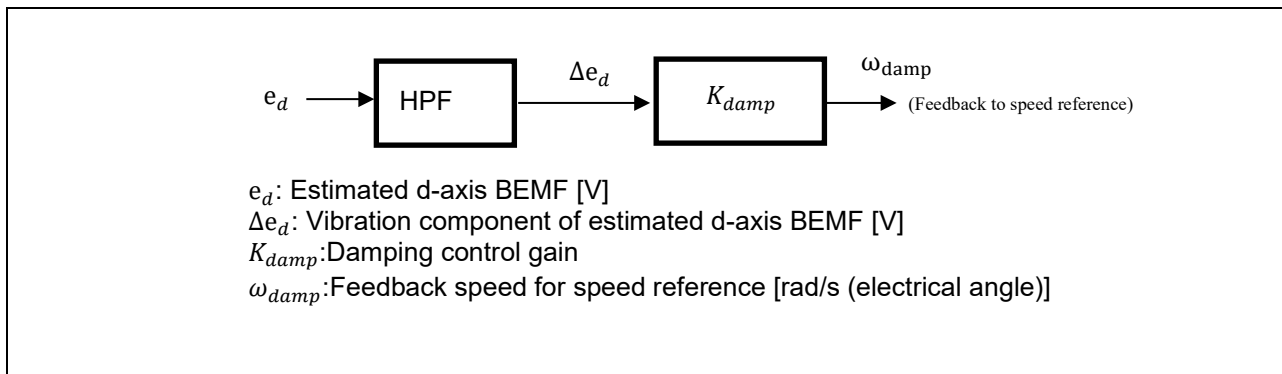 e_d HPF Δe_d K_damp ω_damp
(Feedback to speed reference)
e_d: Estimated d-axis BEMF [V]
Δe_d: Vibration component of estimated d-axis BEMF [V]
K_damp:Damping control gain
ω_damp:Feedback speed for speed reference [rad/s (electrical angle)]